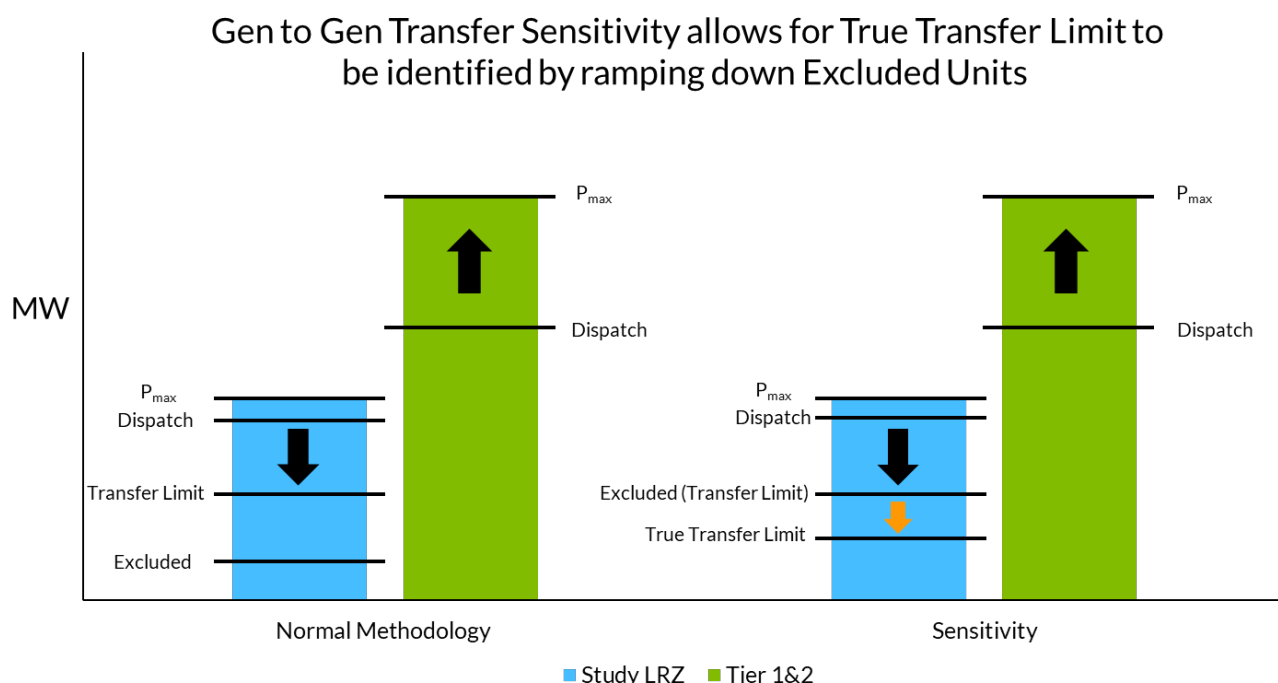 Gen to Gen Transfer Sensitivity allows for True Transfer Limit to
be identified by ramping down Excluded Units
MW
Pmax
Dispatch
Pmax
Dispatch
Transfer Limit
Excluded
Pmax
Dispatch
Pmax
Dispatch
Excluded (Transfer Limit)
True Transfer Limit
Normal Methodology
Sensitivity
Study LRZ
Tier 1&2